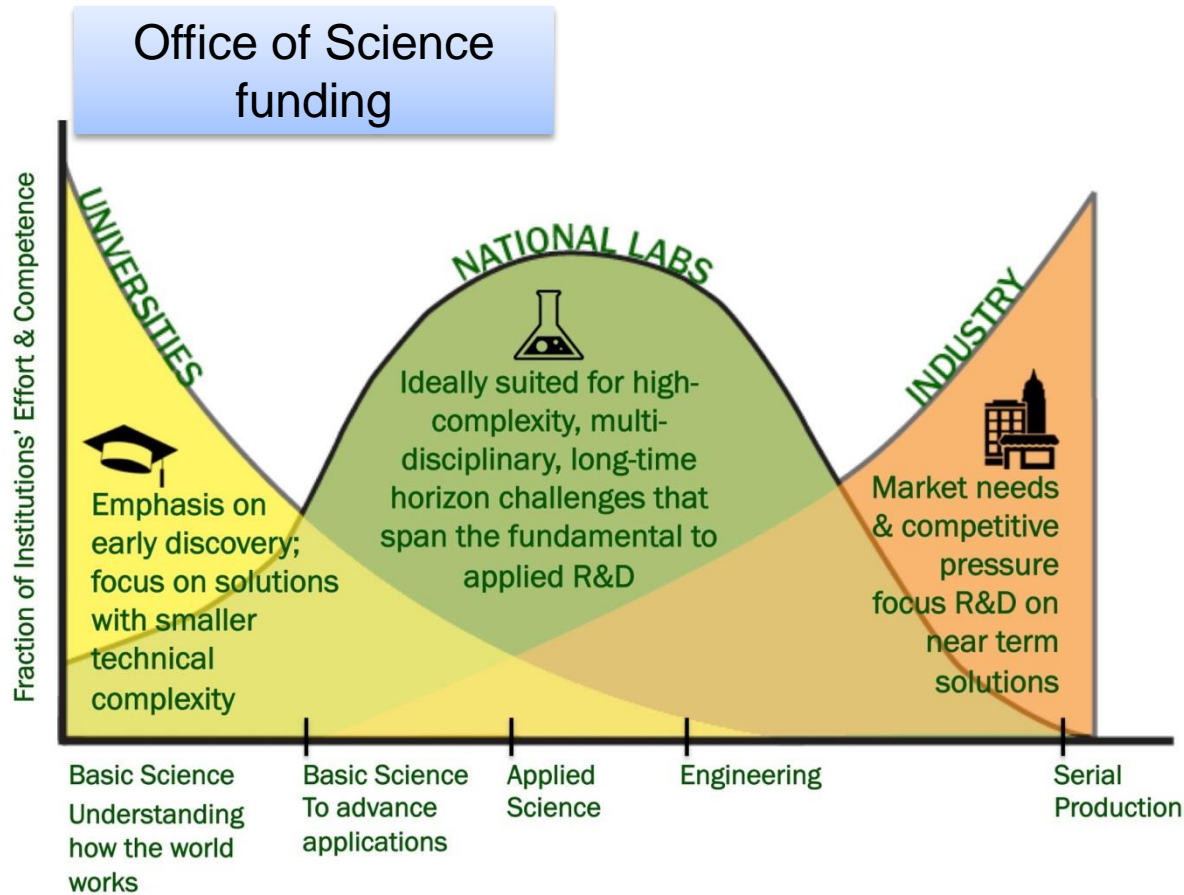 Office of Science
funding
Fraction of Institutions' Effort & Competence
UNIVERSITIES
NATIONAL LABS
INDUSTRY
Emphasis on
early discovery;
focus on solutions
with smaller
technical
complexity
Ideally suited for high-
complexity, multi-
disciplinary, long-time
horizon challenges that
span the fundamental to
applied R&D
Market needs
& competitive
pressure
focus R&D on
near term
solutions
Basic Science
Understanding
how the world
works
Basic Science
To advance
applications
Applied
Science
Engineering
Serial
Production